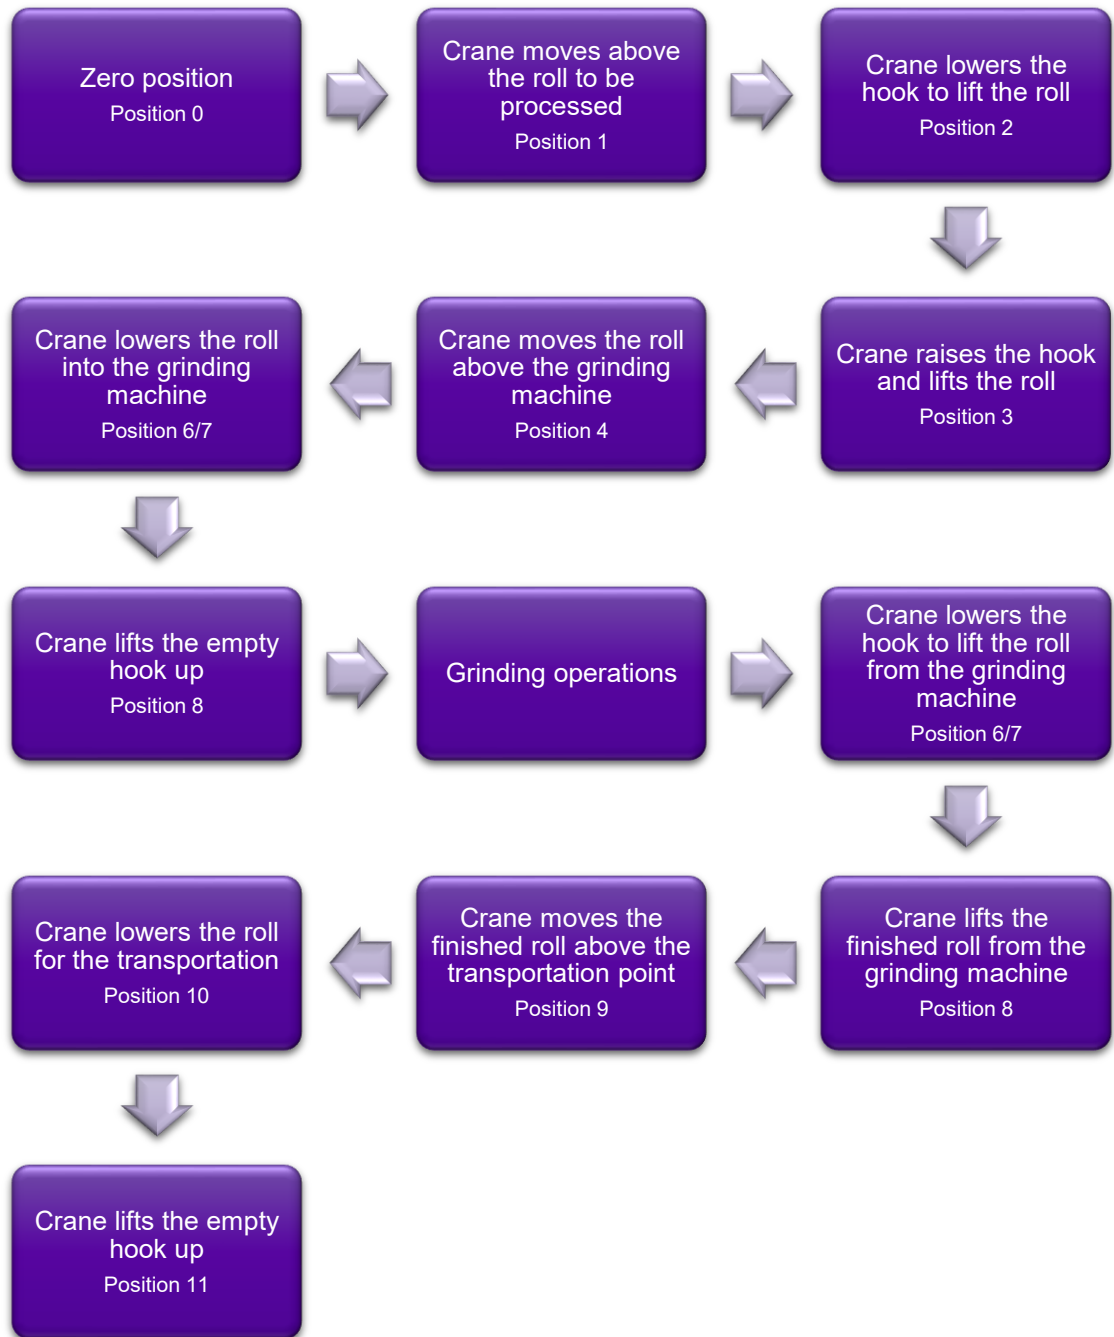 Zero position
Position 0
Crane moves above
the roll to be
processed
Position 1
Crane lowers the
hook to lift the roll
Position 2
Crane raises the hook
and lifts the roll
Position 3
Crane moves the roll
above the grinding
machine
Position 4
Crane lowers the roll
into the grinding
machine
Position 6/7
Crane lifts the empty
hook up
Position 8
Grinding operations
Crane lowers the
hook to lift the roll
from the grinding
machine
Position 6/7
Crane lifts the
finished roll from the
grinding machine
Position 8
Crane moves the
finished roll above the
transportation point
Position 9
Crane lowers the roll
for the transportation
Position 10
Crane lifts the empty
hook up
Position 11